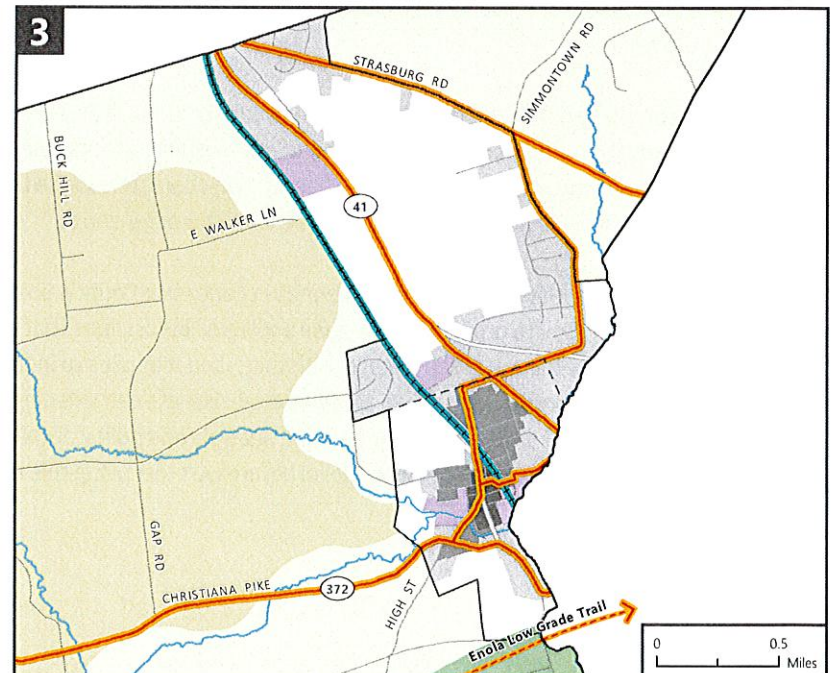 3
STRASBURG RD
SIMMONTOWN RD
BUCK HILL RD
41
E WALKER LN
GAP RD
CHRISTIANA PIKE
372
HIGH ST
Enola Low Grade Trail
0 0.5
Miles